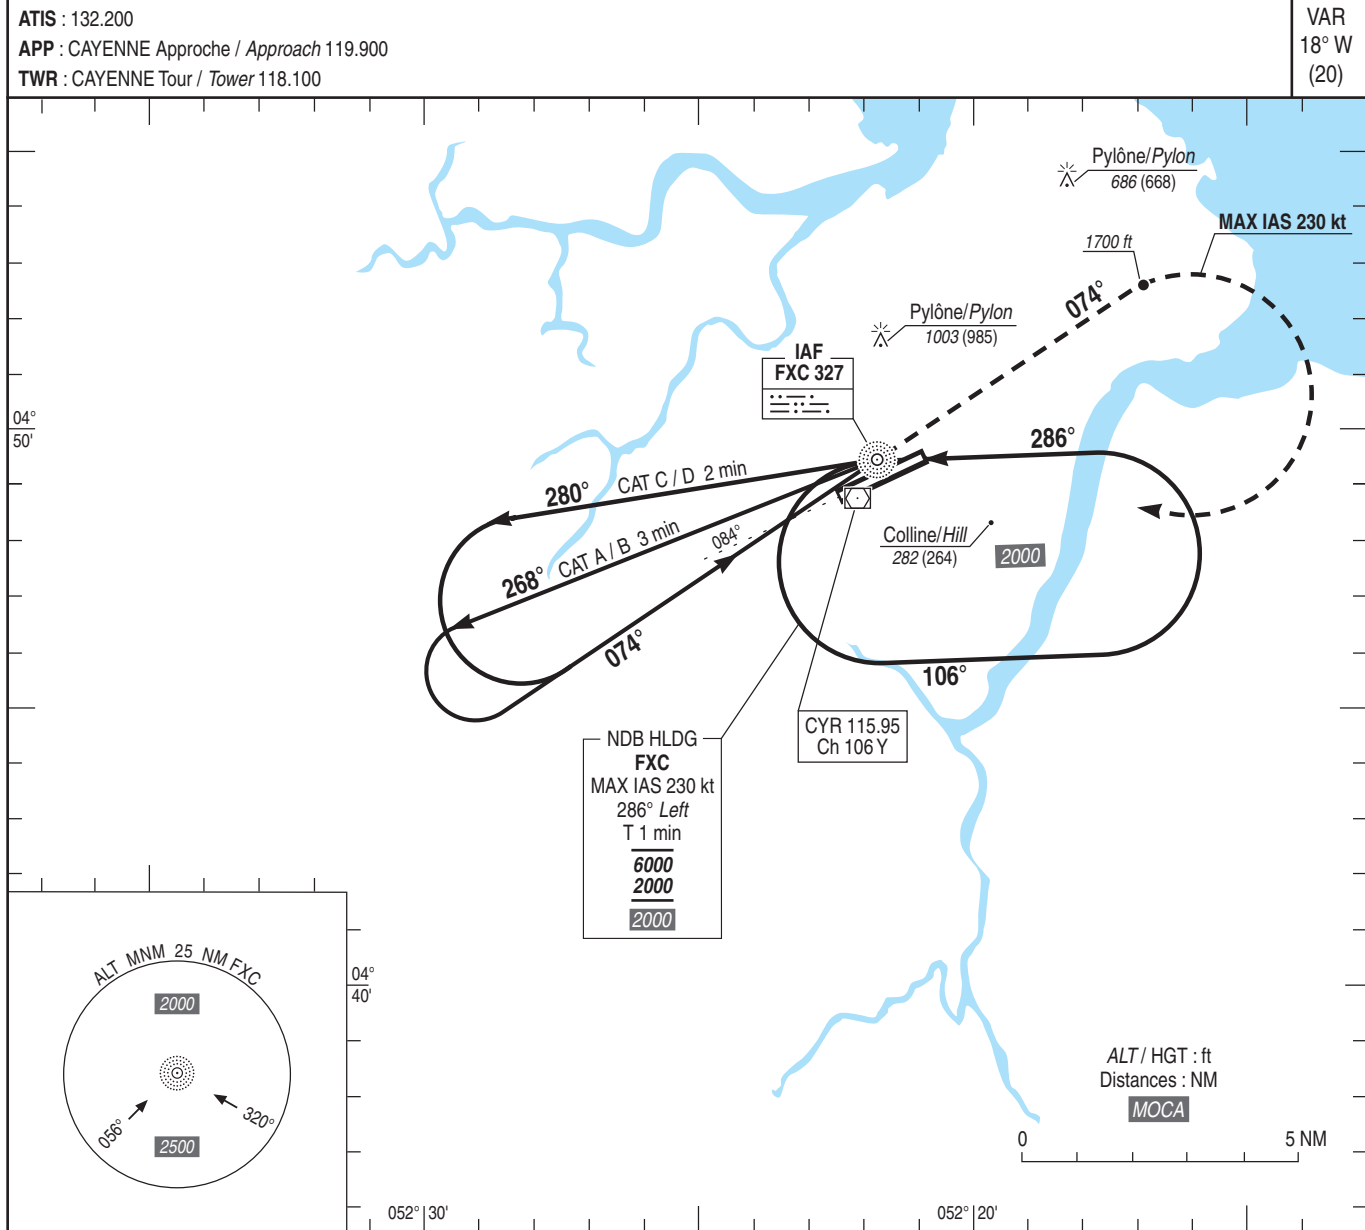 ATIS : 132.200
APP : CAYENNE Approche / Approach 119.900
TWR : CAYENNE Tour / Tower 118.100
VAR
18° W
(20)
Pylône/Pylon
686 (668)
MAX IAS 230 kt
1700 ft
074°
Pylône/Pylon
1003 (985)
IAF
FXC 327
04°
50'
286°
280°
CAT C / D 2 min
CAT A / B 3 min
268°
084°
074°
Colline/Hill
282 (264)
2000
106°
CYR 115.95
Ch 106 Y
NDB HLDG
FXC
MAX IAS 230 kt
286° Left
T 1 min
6000
2000
2000
ALT MNM 25 NM FXC
2000
056°
320°
2500
04°
40'
ALT / HGT : ft
Distances : NM
MOCA
0
5 NM
052° 30'
052° 20'